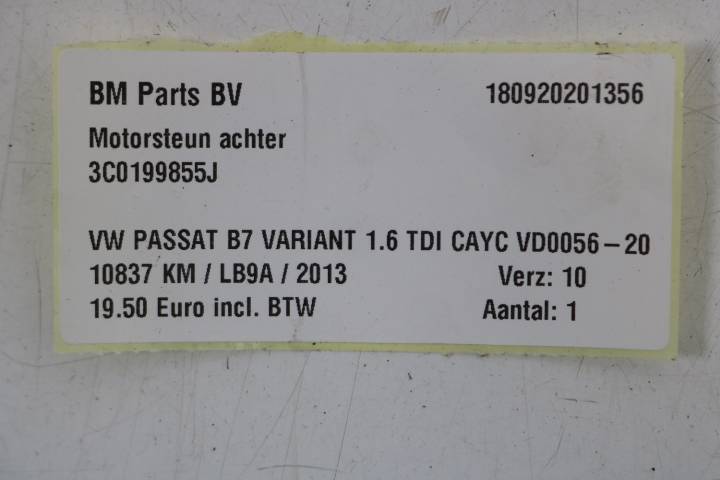 BM Parts BV 180920201356
Motorsteun achter
3C0199855J
VW PASSAT B7 VARIANT 1.6 TDI CAYC VD0056-20
10837 KM / LB9A / 2013 Verz: 10
19.50 Euro incl. BTW Aantal: 1